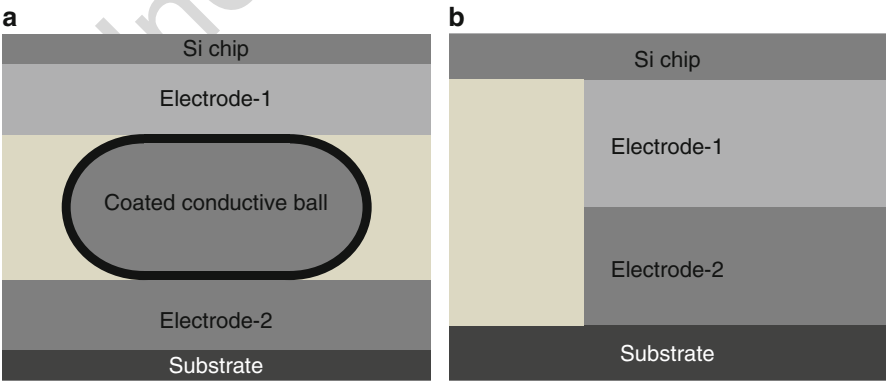 a
Si chip
Electrode-1
Coated conductive ball
Electrode-2
Substrate
b
Si chip
Electrode-1
Electrode-2
Substrate